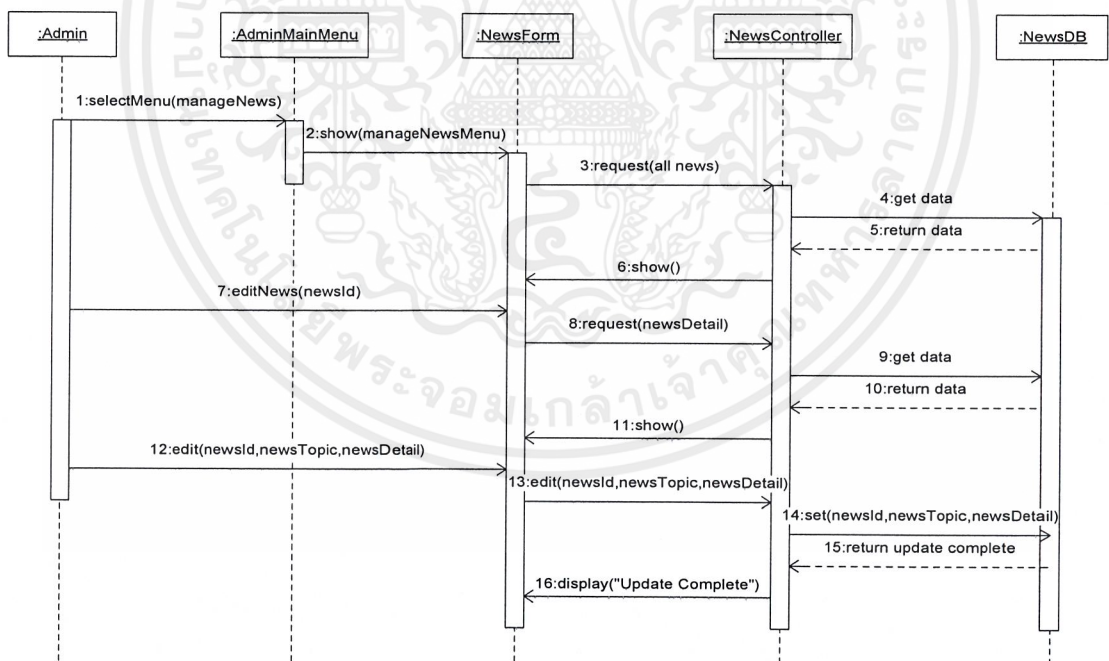 :Admin
:AdminMainMenu
:NewsForm
:NewsController
:NewsDB
1:selectMenu(manageNews)
2:show(manageNewsMenu)
3:request(all news)
4:get data
5:return data
6:show()
7:editNews(newsId)
8:request(newsDetail)
9:get data
10:return data
11:show()
12:edit(newsId,newsTopic,newsDetail)
13:edit(newsId,newsTopic,newsDetail)
14:set(newsId,newsTopic,newsDetail)
15:return update complete
16:display("Update Complete")